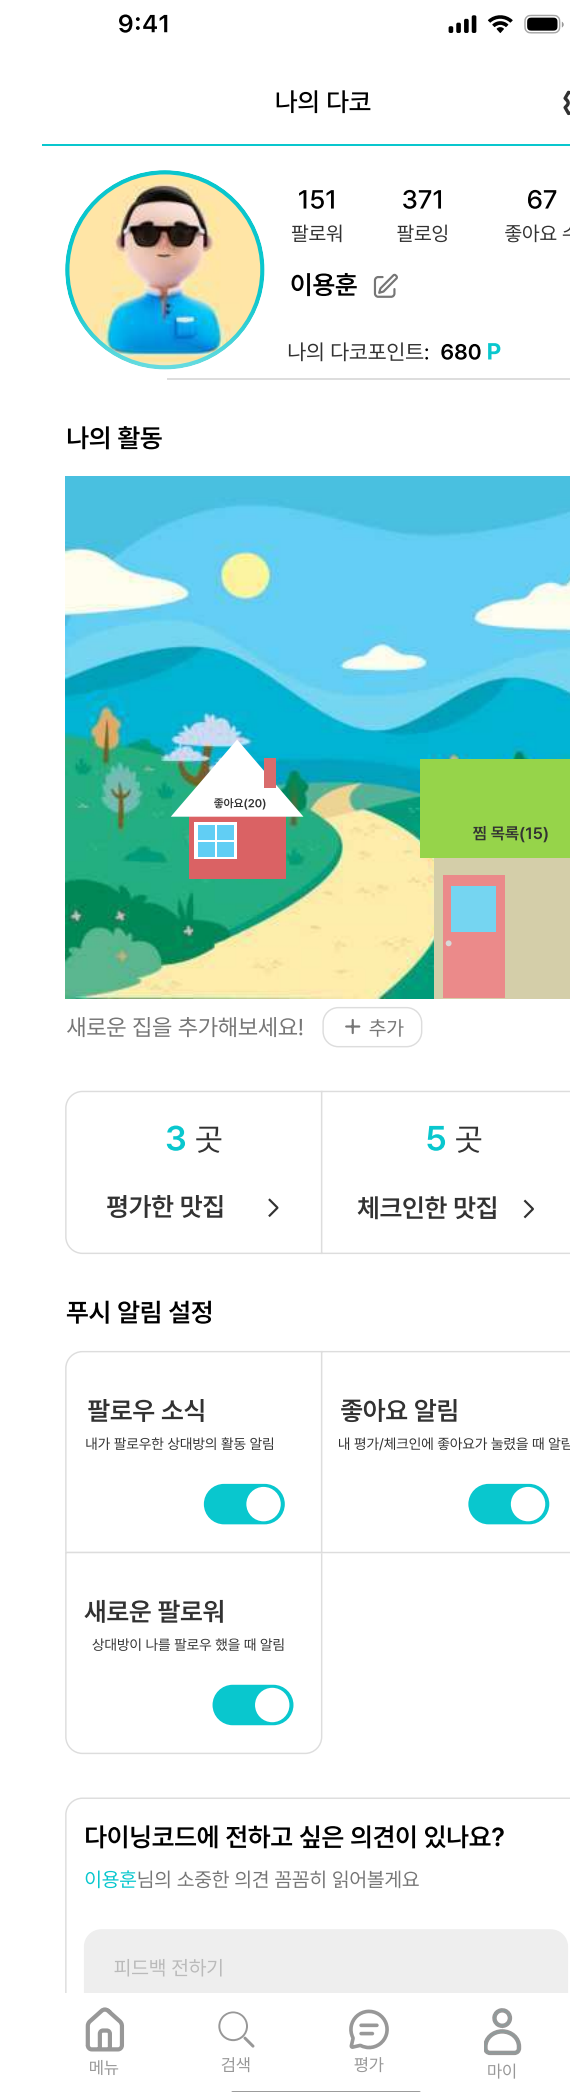 9:41
나의 다코
151 371 67
팔로워 팔로잉 좋아요
이용훈
나의 다코포인트: 680 P
나의 활동
좋아요(20)
찜 목록(15)
새로운 집을 추가해보세요! + 추가
3 곳 5 곳
평가한 맛집 체크인한 맛집
푸시 알림 설정
팔로우 소식 좋아요 알림
내가 팔로우한 상대방의 활동 알림 내 평가/체크인에 좋아요가 눌렸을 때 알림
새로운 팔로워
상대방이 나를 팔로우 했을 때 알림
다이닝코드에 전하고 싶은 의견이 있나요?
이용훈님의 소중한 의견 꼼꼼히 읽어볼게요
피드백 전하기
메뉴 검색 평가 마이